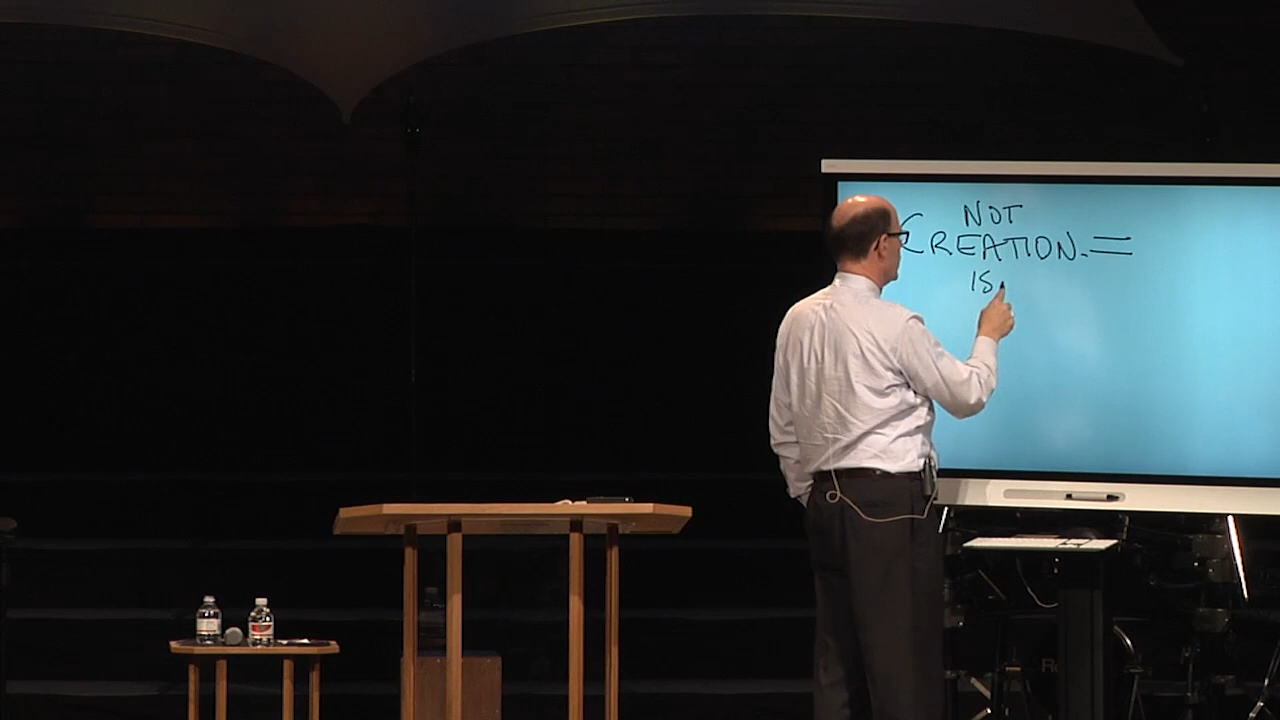 NOT
CREATION. =
IS